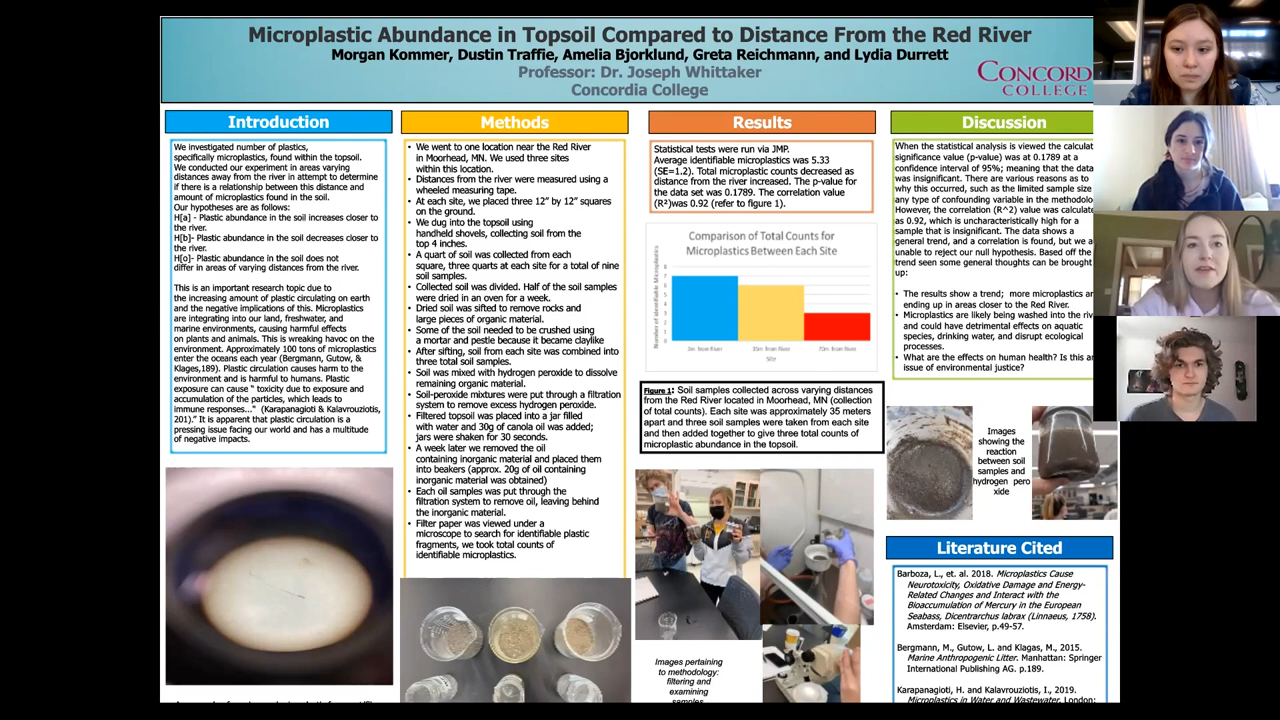 Microplastic Abundance in Topsoil Compared to Distance From the Red River
Morgan Kommer, Dustin Traffie, Amelia Bjorklund, Greta Reichmann, and Lydia Durrett
Professor: Dr. Joseph Whittaker
Concordia College
CONCORD
COLLEGE
Introduction
We investigated number of plastics,
specifically microplastics, found within the topsoil.
We conducted our experiment in areas varying
distances away from the river in attempt to determine
if there is a relationship between this distance and
amount of microplastics found in the soil.
Our hypotheses are as follows:
H[a] - Plastic abundance in the soil increases closer to
the river.
H[b]- Plastic abundance in the soil decreases closer to
the river.
H[o]- Plastic abundance in the soil does not
differ in areas of varying distances from the river.
This is an important research topic due to
the increasing amount of plastic circulating on earth
and the negative implications of this. Microplastics
are integrating into our land, freshwater, and
marine environments, causing harmful effects
on plants and animals. This is wreaking havoc on the
environment. Approximately 100 tons of microplastics
enter the oceans each year (Bergmann, Gutow, &
Klages,189). Plastic circulation causes harm to the
environment and is harmful to humans. Plastic
exposure can cause " toxicity due to exposure and
accumulation of the particles, which leads to
immune responses..." (Karapanagioti & Kalavrouziotis,
201)." It is apparent that plastic circulation is a
pressing issue facing our world and has a multitude
of negative impacts.
Methods
• We went to one location near the Red River
in Moorhead, MN. We used three sites
within this location.
• Distances from the river were measured using a
wheeled measuring tape.
• At each site, we placed three 12" by 12" squares
on the ground.
• We dug into the topsoil using
handheld shovels, collecting soil from the
top 4 inches.
• A quart of soil was collected from each
square, three quarts at each site for a total of nine
soil samples.
• Collected soil was divided. Half of the soil samples
were dried in an oven for a week.
• Dried soil was sifted to remove rocks and
large pieces of organic material.
• Some of the soil needed to be crushed using
a mortar and pestle because it became claylike
• After sifting, soil from each site was combined into
three total soil samples.
• Soil was mixed with hydrogen peroxide to dissolve
remaining organic material.
• Soil-peroxide mixtures were put through a filtration
system to remove excess hydrogen peroxide.
• Filtered topsoil was placed into a jar filled
with water and 30g of canola oil was added;
jars were shaken for 30 seconds.
• A week later we removed the oil
containing inorganic material and placed them
into beakers (approx. 20g of oil containing
inorganic material was obtained)
• Each oil samples was put through the
filtration system to remove oil, leaving behind
the inorganic material.
• Filter paper was viewed under a
microscope to search for identifiable plastic
fragments, we took total counts of
identifiable microplastics.
Results
Statistical tests were run via JMP.
Average identifiable microplastics was 5.33
(SE=1.2). Total microplastic counts decreased as
distance from the river increased. The p-value for
the data set was 0.1789. The correlation value
(R²)was 0.92 (refer to figure 1).
Comparison of Total Counts for
Microplastics Between Each Site
Number of Identifiable Microplastics
8
7
6
5
4
3
2
1
0
35m from River
70m from River
Site
Figure 1: Soil samples collected across varying distances
from the Red River located in Moorhead, MN (collection
of total counts). Each site was approximately 35 meters
apart and three soil samples were taken from each site
and then added together to give three total counts of
microplastic abundance in the topsoil.
Images pertaining
to methodology:
filtering and
examining
samples
Discussion
When the statistical analysis is viewed the calculat
significance value (p-value) was at 0.1789 at a
confidence interval of 95%; meaning that the data
was insignificant. There are various reasons as to
why this occurred, such as the limited sample size
any type of confounding variable in the methodolo
However, the correlation (R^2) value was calculate
as 0.92, which is uncharacteristically high for a
sample that is insignificant. The data shows a
general trend, and a correlation is found, but we a
unable to reject our null hypothesis. Based off the
trend seen some general thoughts can be brought
up:
• The results show a trend; more microplastics ar
ending up in areas closer to the Red River.
• Microplastics are likely being washed into the riv
and could have detrimental effects on aquatic
species, drinking water, and disrupt ecological
processes.
• What are the effects on human health? Is this an
issue of environmental justice?
Images
showing the
reaction
between soil
samples and
hydrogen pero
xide
Literature Cited
Barboza, L., et. al. 2018. Microplastics Cause
Neurotoxicity, Oxidative Damage and Energy-
Related Changes and Interact with the
Bioaccumulation of Mercury in the European
Seabass, Dicentrarchus labrax (Linnaeus, 1758).
Amsterdam: Elsevier, p.49-57.
Bergmann, M., Gutow, L. and Klagas, M., 2015.
Marine Anthropogenic Litter. Manhattan: Springer
International Publishing AG. p.189.
Karapanagioti, H. and Kalavrouziotis, I., 2019.
Microplastics in Water and Wastewater. London: